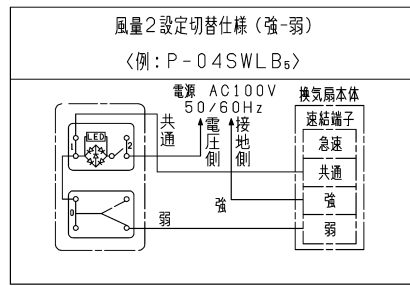 風量2設定切替仕様（強-弱）
〈例：P-04SWLB₅〉
電源 AC100V
50/60Hz
換気扇本体
速結端子
急速
共通
強
弱
共通
電圧側
接地側
LED
1
2
0
強
弱